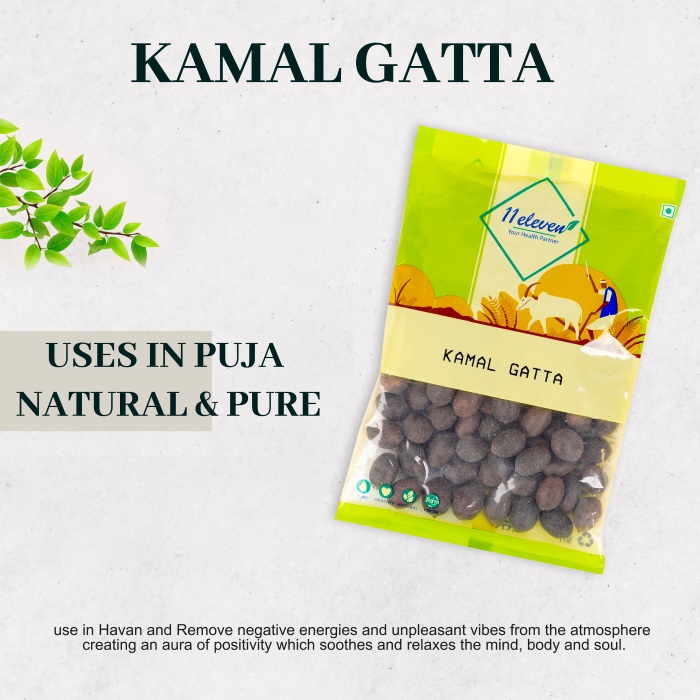 KAMAL GATTA
11 eleven
Your Health Partner
KAMAL GATTA
USES IN PUJA
NATURAL & PURE
use in Havan and Remove negative energies and unpleasant vibes from the atmosphere
creating an aura of positivity which soothes and relaxes the mind, body and soul.